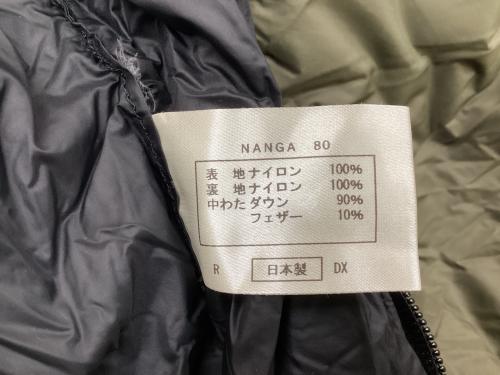 NANGA 80
表 地 ナイロン 100%
裏 地 ナイロン 100%
中わた ダウン 90%
フェザー 10%
R 日本製 DX